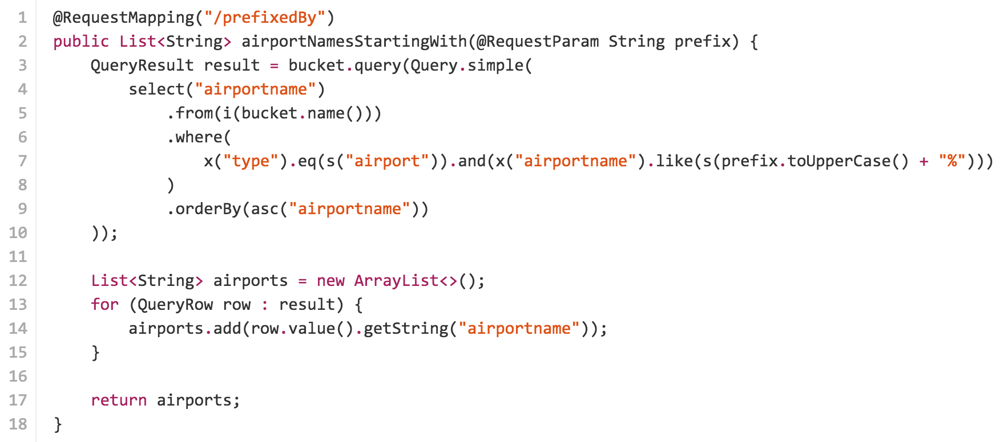 1 @RequestMapping("/prefixedBy")
2 public List<String> airportNamesStartingWith(@RequestParam String prefix) {
3     QueryResult result = bucket.query(Query.simple(
4         select("airportname")
5             .from(i(bucket.name()))
6             .where(
7                 x("type").eq(s("airport")).and(x("airportname").like(s(prefix.toUpperCase() + "%")))
8             )
9             .orderBy(asc("airportname"))
10     ));
11
12     List<String> airports = new ArrayList<>();
13     for (QueryRow row : result) {
14         airports.add(row.value().getString("airportname"));
15     }
16
17     return airports;
18 }